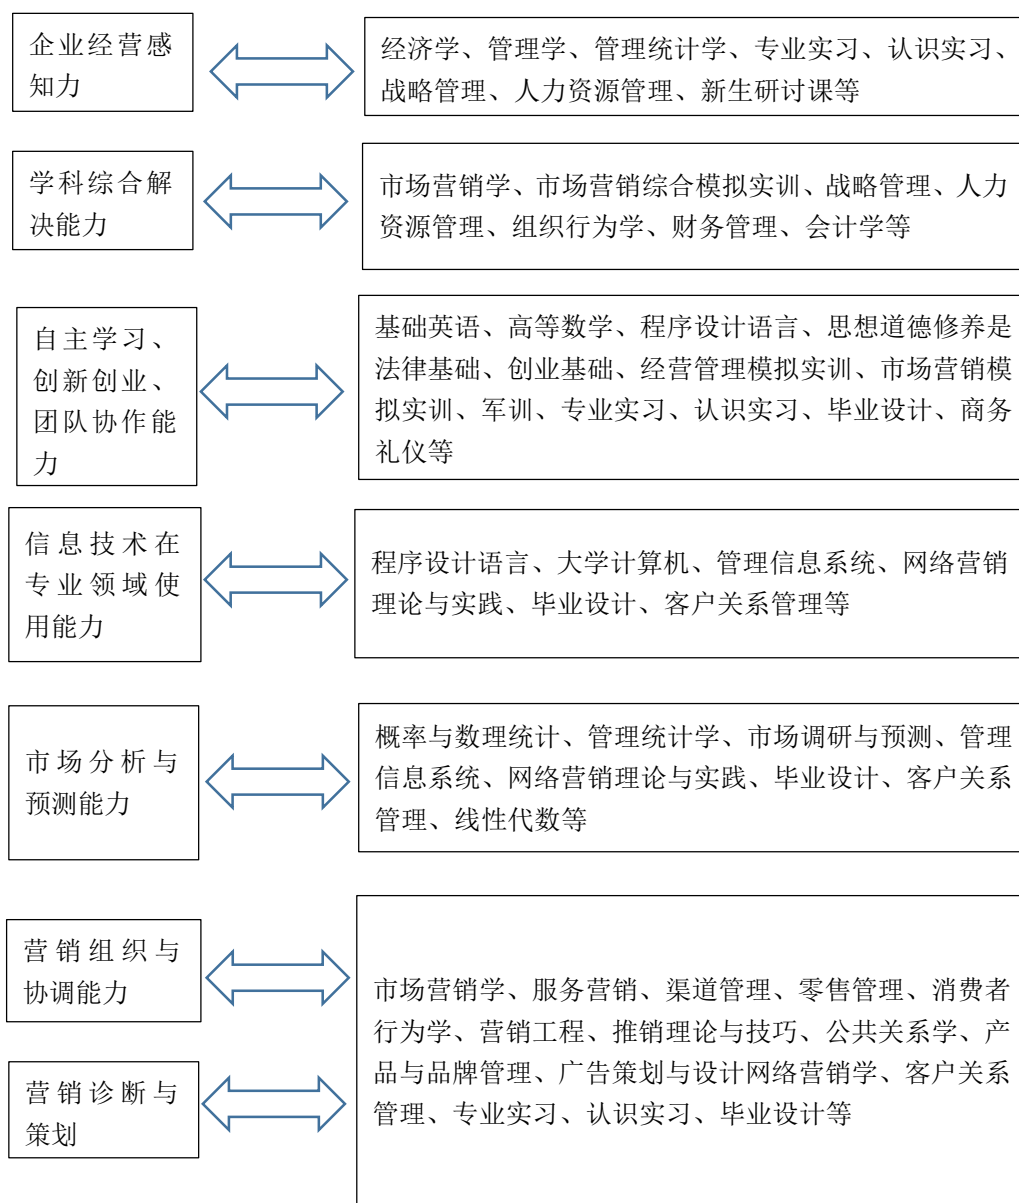 企业经营感
知力
经济学、管理学、管理统计学、专业实习、认识实习、
战略管理、人力资源管理、新生研讨课等
学科综合解
决能力
市场营销学、市场营销综合模拟实训、战略管理、人力
资源管理、组织行为学、财务管理、会计学等
自主学习、
创新创业、
团队协作能
力
基础英语、高等数学、程序设计语言、思想道德修养是
法律基础、创业基础、经营管理模拟实训、市场营销模
拟实训、军训、专业实习、认识实习、毕业设计、商务
礼仪等
信息技术在
专业领域使
用能力
程序设计语言、大学计算机、管理信息系统、网络营销
理论与实践、毕业设计、客户关系管理等
市场分析与
预测能力
概率与数理统计、管理统计学、市场调研与预测、管理
信息系统、网络营销理论与实践、毕业设计、客户关系
管理、线性代数等
营销组织与
协调能力
营销诊断与
策划
市场营销学、服务营销、渠道管理、零售管理、消费者
行为学、营销工程、推销理论与技巧、公共关系学、产
品与品牌管理、广告策划与设计网络营销学、客户关系
管理、专业实习、认识实习、毕业设计等